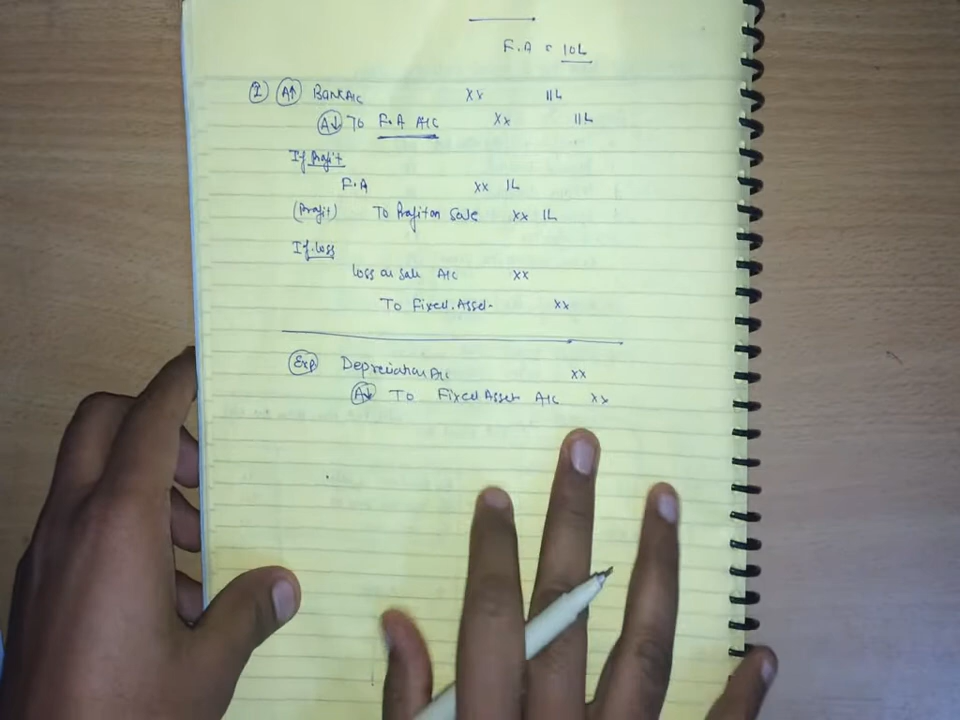 F.A = 10L
① A↑ Bank A/c xx 11L
A↓ To F.A A/c xx 11L
If Profit
F.A xx 1L
(Profit) To Profit on Sale xx 1L
If loss
loss on sale A/c xx
To Fixed.Asset xx
Exp Depreciation A/c xx
A↓ To Fixed Asset A/c xx